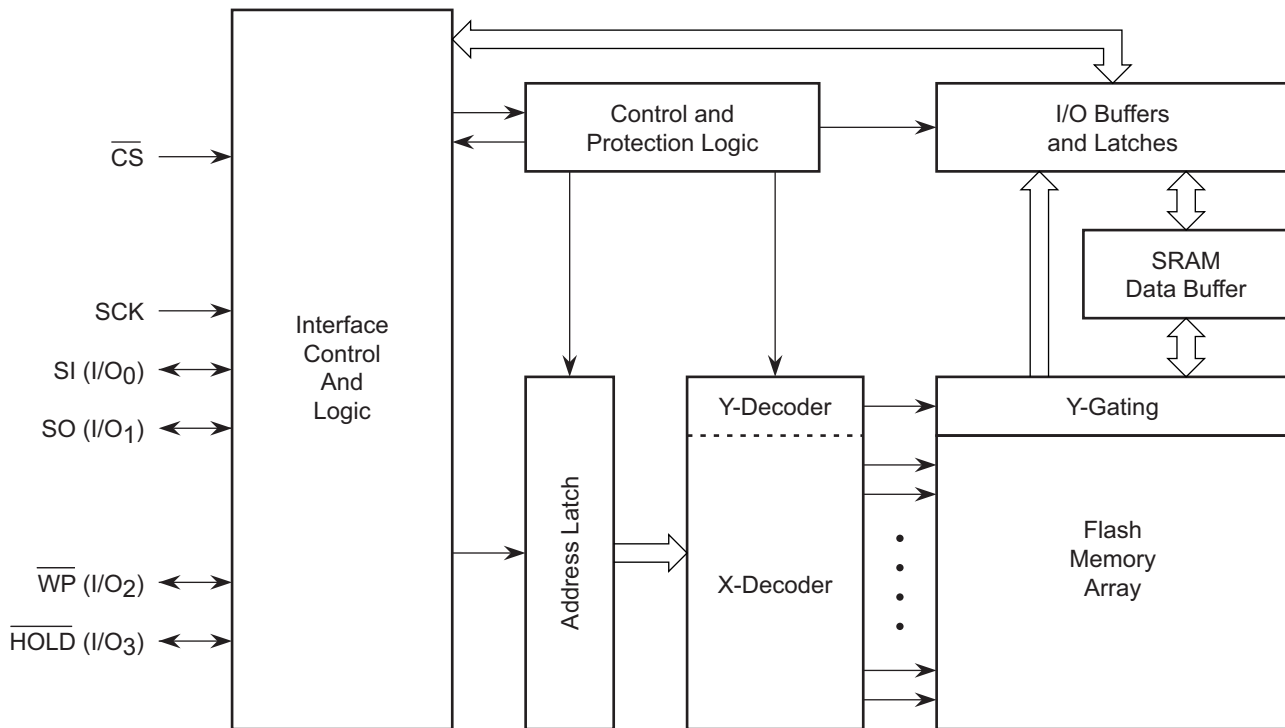 CS
SCK
SI (I/O0)
SO (I/O1)
WP (I/O2)
HOLD (I/O3)
Interface
Control
And
Logic
Control and
Protection Logic
I/O Buffers
and Latches
SRAM
Data Buffer
Address Latch
Y-Decoder
X-Decoder
Y-Gating
Flash
Memory
Array